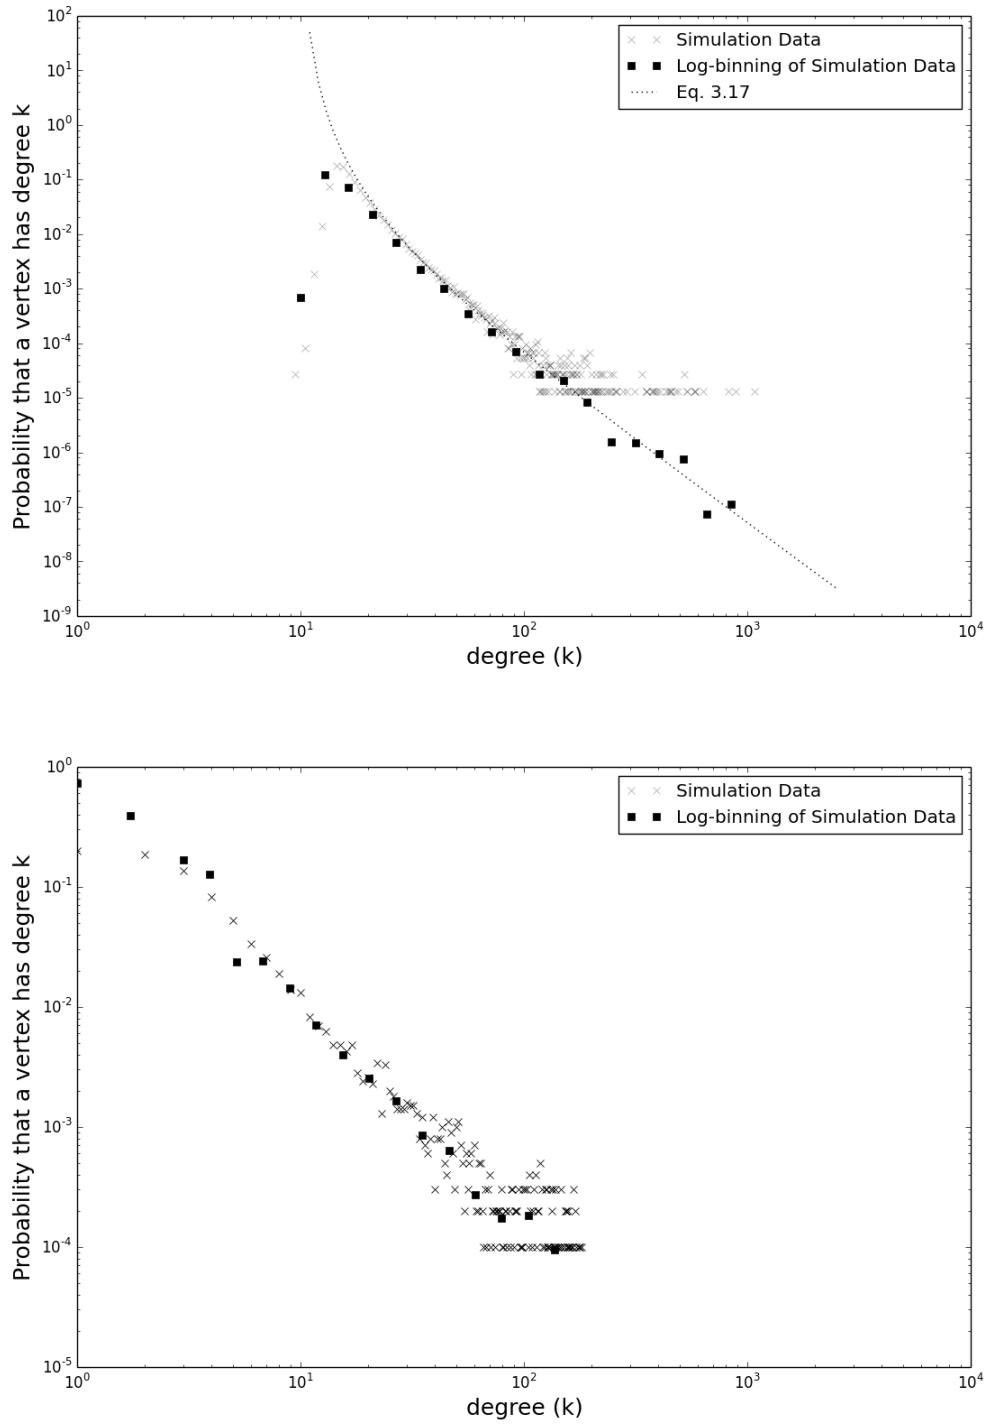 Probability that a vertex has degree k
10^2
10^1
10^0
10^-1
10^-2
10^-3
10^-4
10^-5
10^-6
10^-7
10^-8
10^-9
Simulation Data
Log-binning of Simulation Data
Eq. 3.17
10^0 10^1 10^2 10^3 10^4
degree (k)
Probability that a vertex has degree k
10^0
10^-1
10^-2
10^-3
10^-4
10^-5
Simulation Data
Log-binning of Simulation Data
10^0 10^1 10^2 10^3 10^4
degree (k)